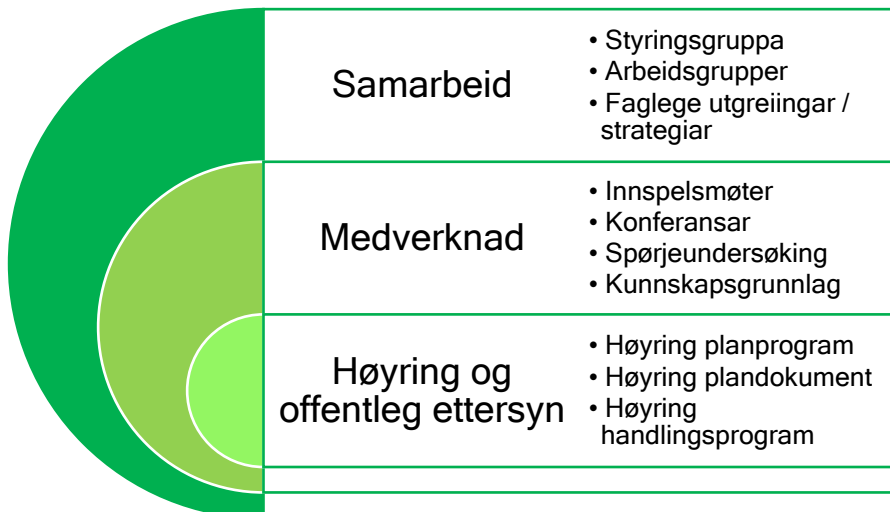 Samarbeid
• Styringsgruppa
• Arbeidsgrupper
• Faglege utgreiingar /
strategiar
Medverknad
• Innspelsmøter
• Konferansar
• Spørjeundersøking
• Kunnskapsgrunnlag
Høyring og
offentleg ettersyn
• Høyring planprogram
• Høyring plandokument
• Høyring
handlingsprogram